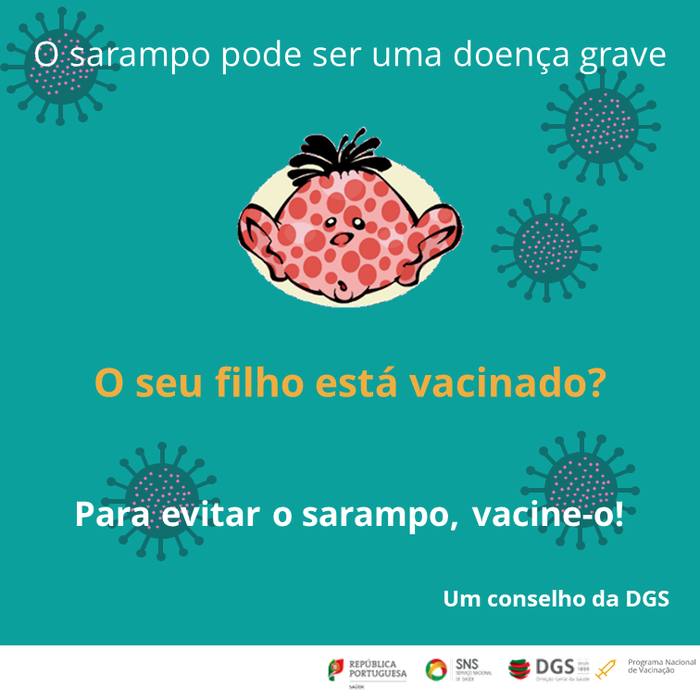 O sarampo pode ser uma doença grave
O seu filho está vacinado?
Para evitar o sarampo, vacine-o!
Um conselho da DGS
REPÚBLICA
PORTUGUESA
SAÚDE
SNS
SERVIÇO NACIONAL
DE SAÚDE
DGS desde
1899
Direção-Geral da Saúde
Programa Nacional
de Vacinação